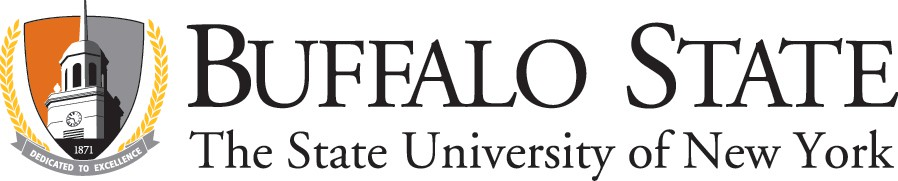 BUFFALO STATE
The State University of New York
1871
DEDICATED TO EXCELLENCE